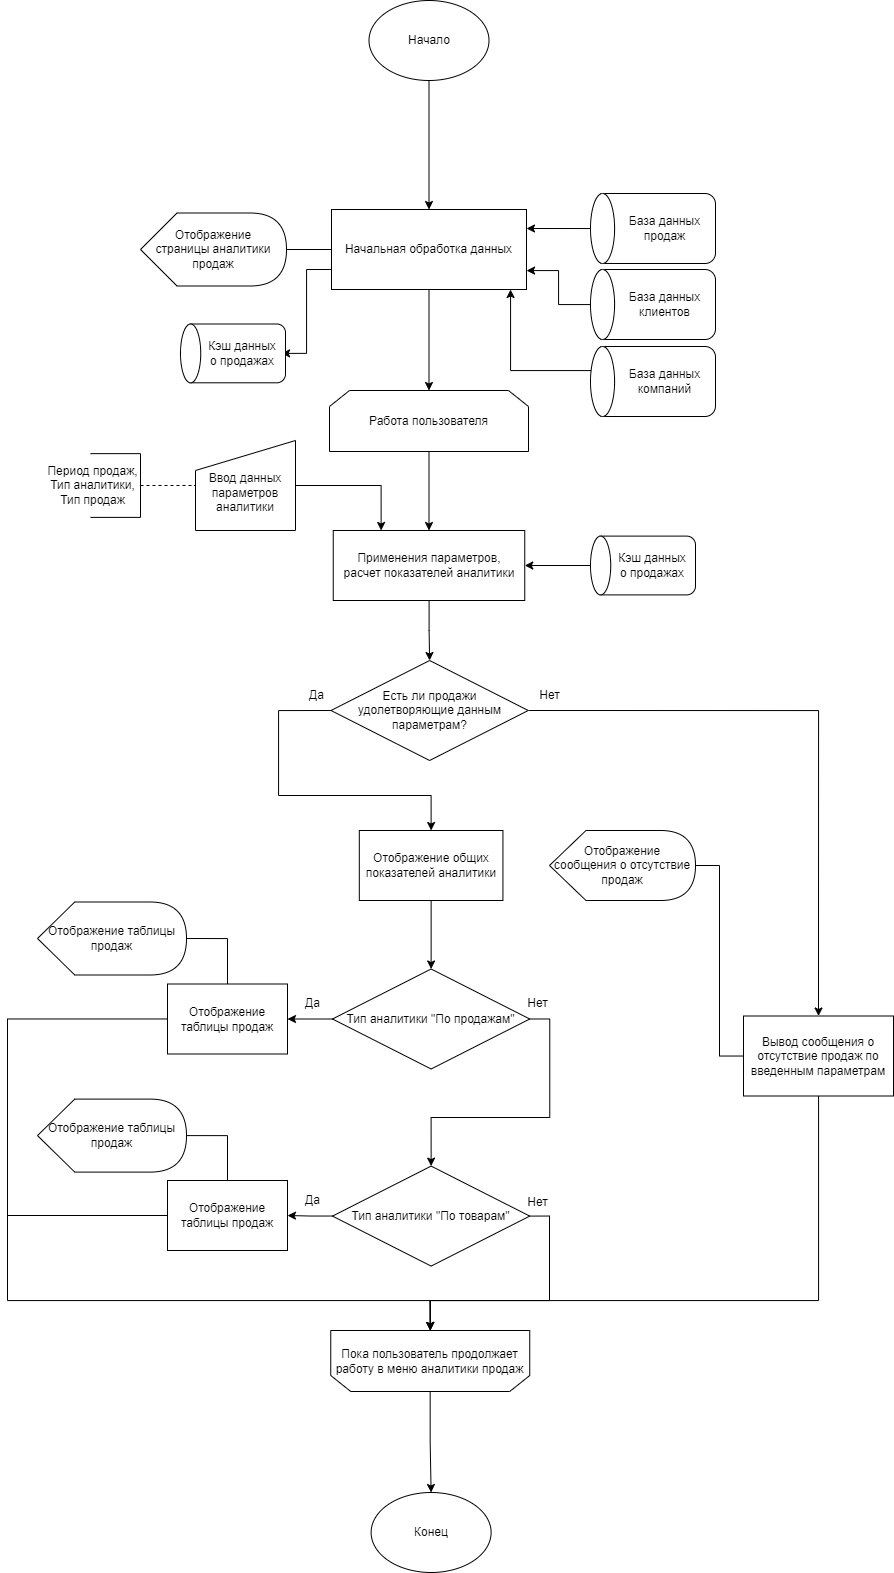 Начало
Отображение
страницы аналитики
продаж
Начальная обработка данных
База данных
продаж
База данных
клиентов
Кэш данных
о продажах
База данных
компаний
Работа пользователя
Период продаж,
Тип аналитики,
Тип продаж
Ввод данных
параметров
аналитики
Применения параметров,
расчет показателей аналитики
Кэш данных
о продажах
Да
Есть ли продажи
удолетворяющие данным
параметрам?
Нет
Отображение общих
показателей аналитики
Отображение
сообщения о отсутствие
продаж
Отображение таблицы
продаж
Отображение
таблицы продаж
Да
Тип аналитики "По продажам"
Нет
Вывод сообщения о
отсутствие продаж по
введенным параметрам
Отображение таблицы
продаж
Отображение
таблицы продаж
Да
Тип аналитики "По товарам"
Нет
Пока пользователь продолжает
работу в меню аналитики продаж
Конец